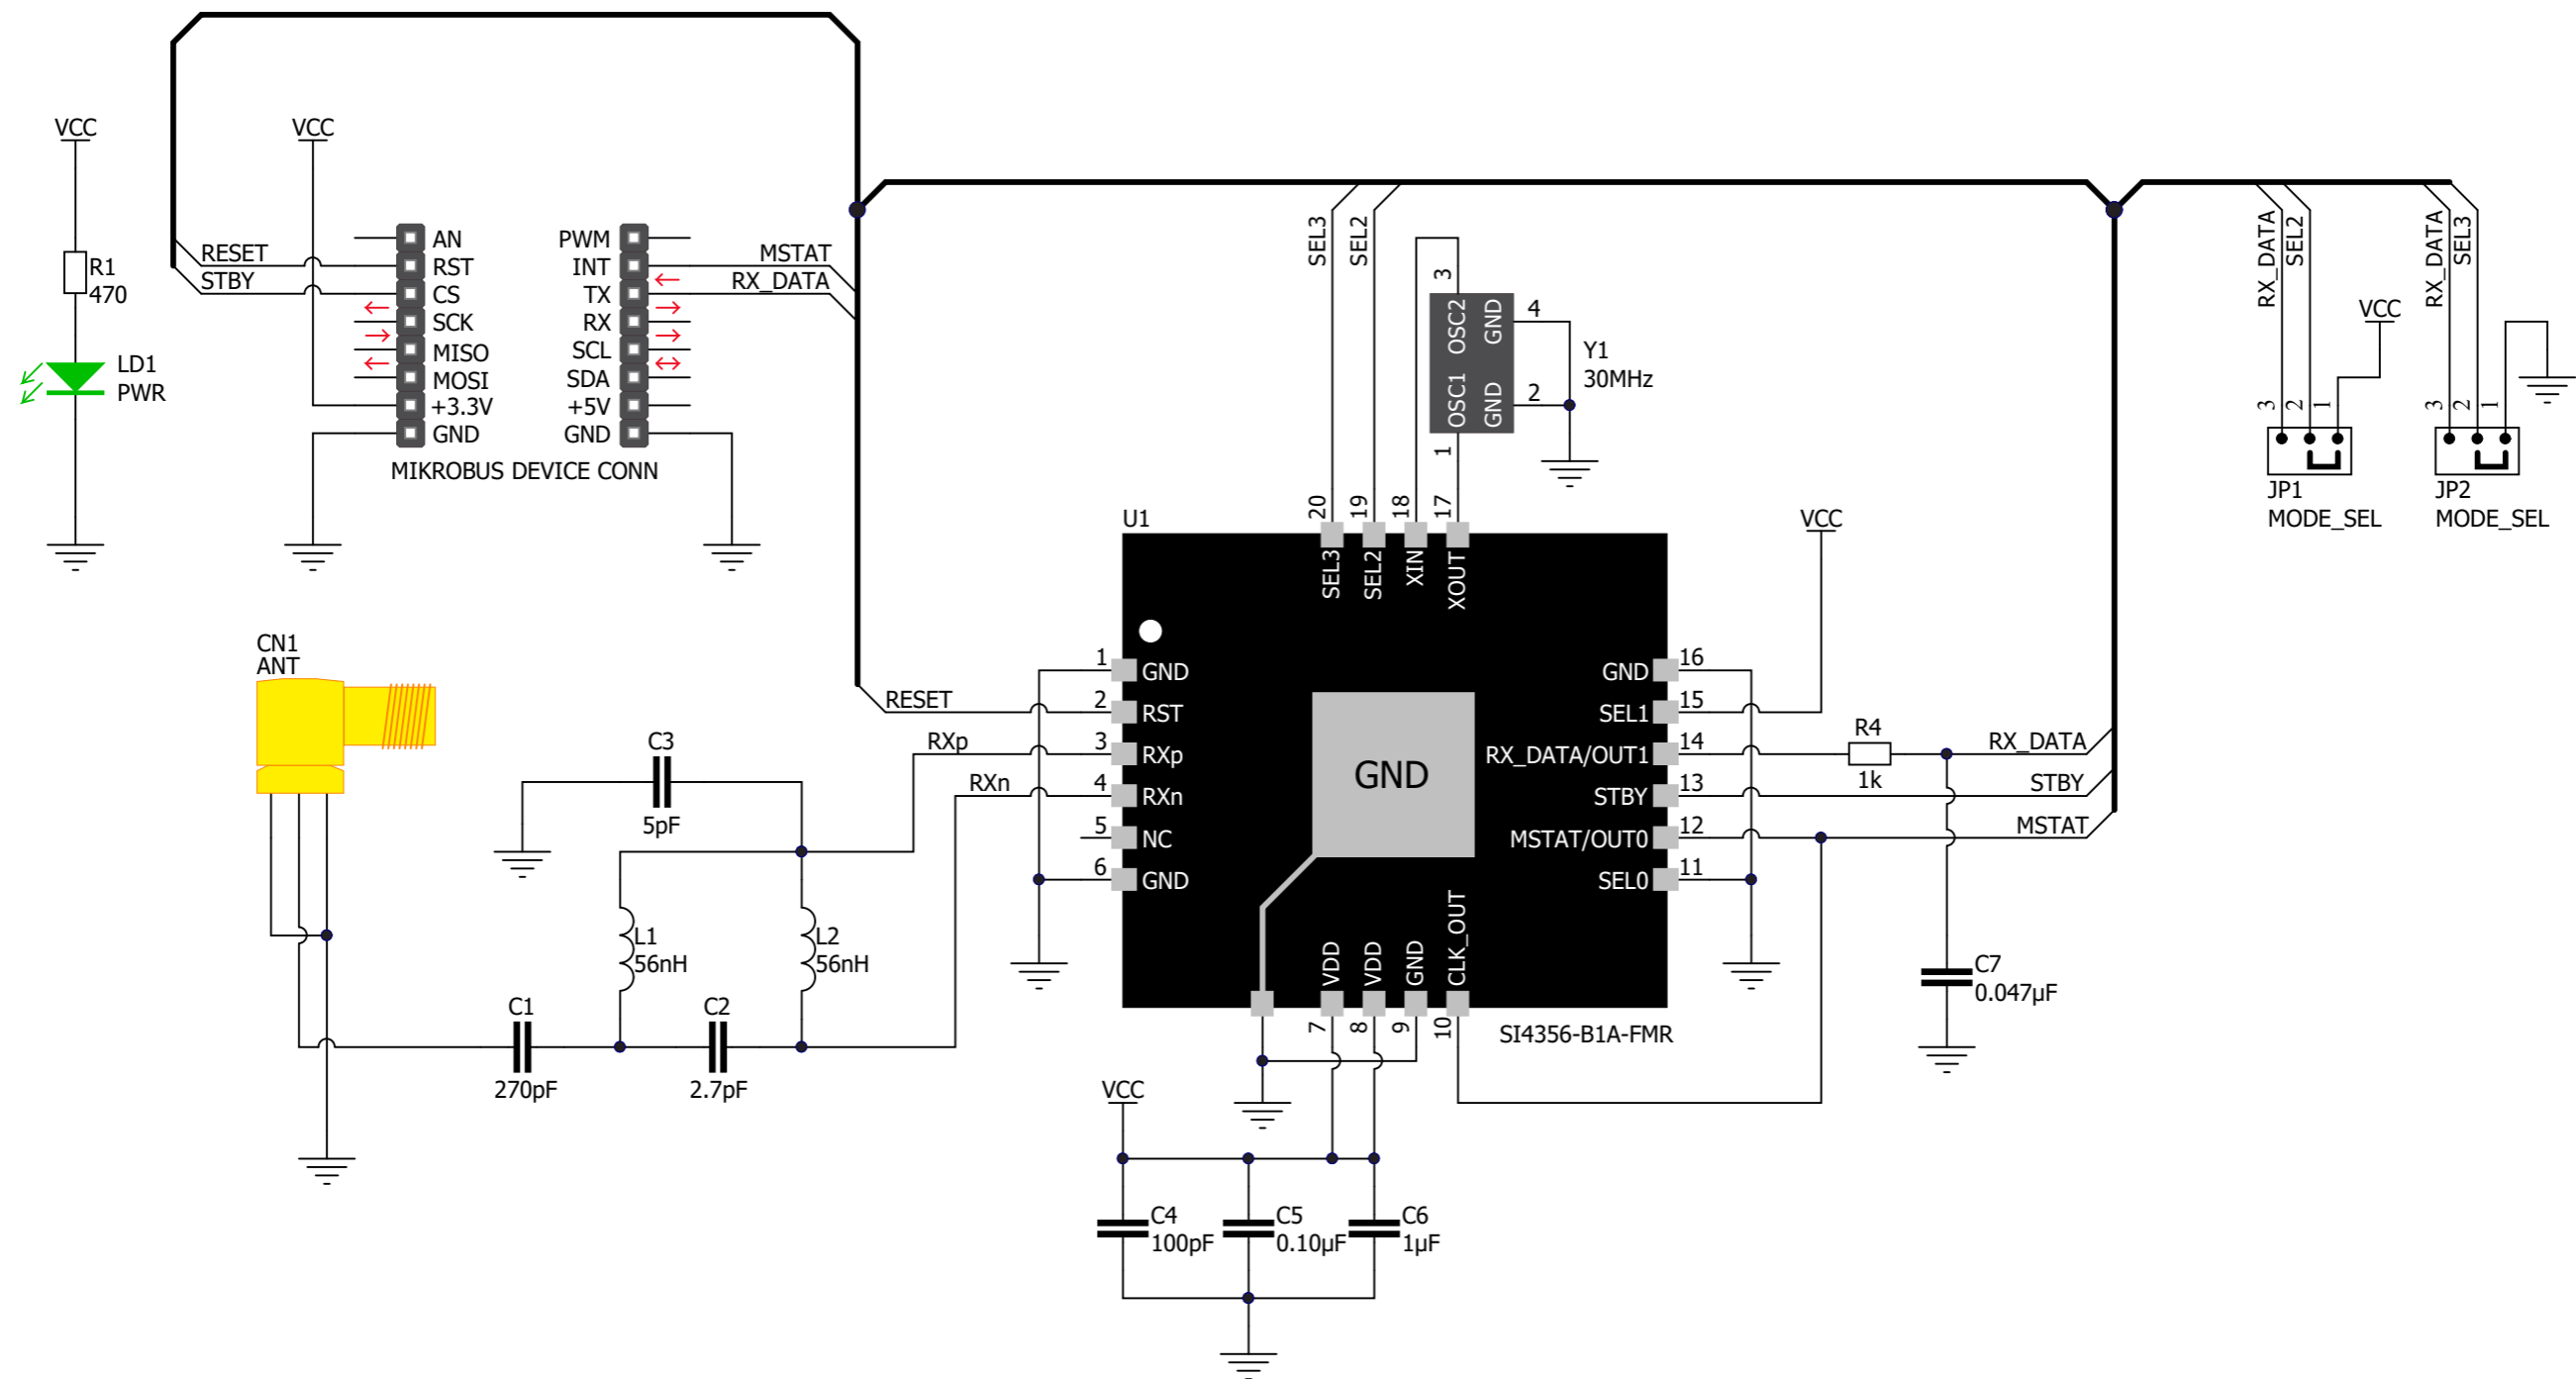 VCC
VCC
RESET
STBY
R1
470
LD1
PWR
AN
RST
CS
SCK
MISO
MOSI
+3.3V
GND
PWM
INT
TX
RX
SCL
SDA
+5V
GND
MSTAT
RX_DATA
MIKROBUS DEVICE CONN
SEL3
SEL2
3
OSC2
GND
4
OSC1
GND
2
1
Y1
30MHz
RX_DATA
SEL2
VCC
3
2
1
JP1
MODE_SEL
RX_DATA
SEL3
3
2
1
JP2
MODE_SEL
U1
20
19
18
17
SEL3
SEL2
XIN
XOUT
VCC
CN1
ANT
RESET
RXp
RXn
1
2
3
4
5
6
GND
RST
RXp
RXn
NC
GND
GND
GND
SEL1
RX_DATA/OUT1
STBY
MSTAT/OUT0
SEL0
16
15
14
13
12
11
R4
1k
RX_DATA
STBY
MSTAT
C3
5pF
L1
56nH
L2
56nH
C1
270pF
C2
2.7pF
VDD
VDD
GND
CLK_OUT
7
8
9
10
SI4356-B1A-FMR
C7
0.047µF
VCC
C4
100pF
C5
0.10µF
C6
1µF